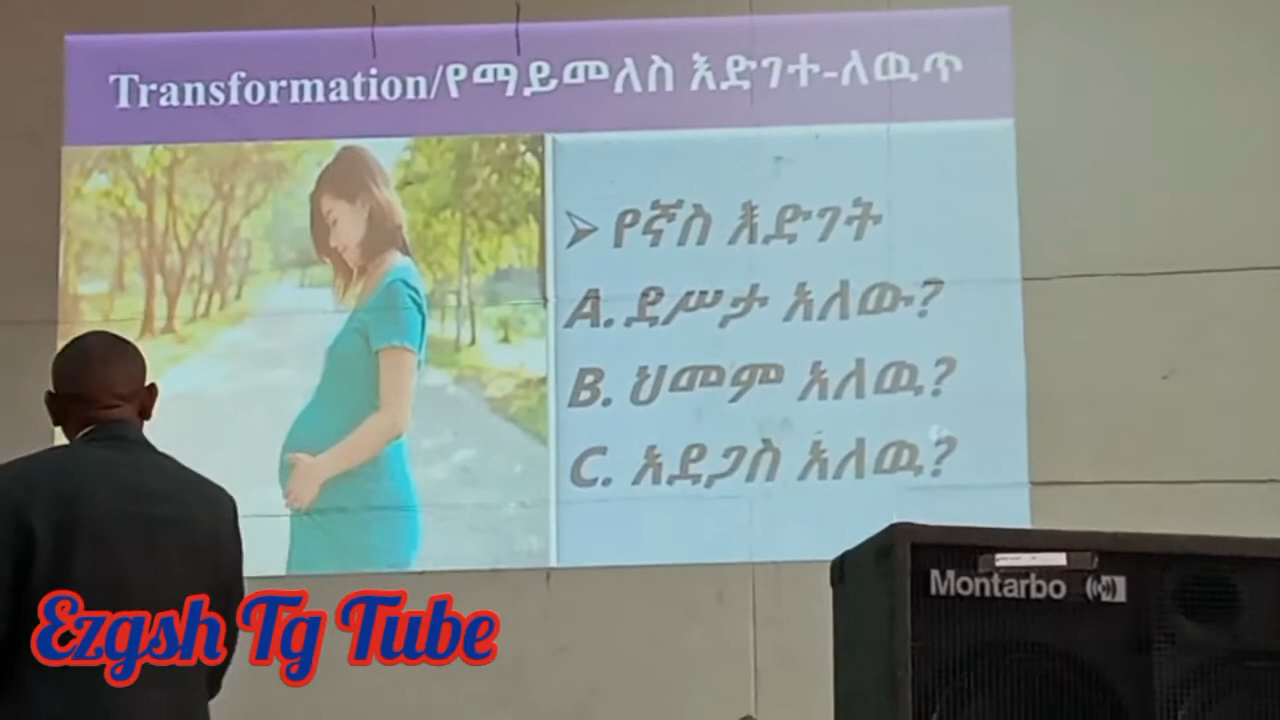 Transformation/የማይመለስ እድገተ-ለዉጥ
➢ የኛስ እድገት
A. ደሥታ አለው?
B. ህመም አለዉ?
C. አደጋስ አለዉ?
Montarbo
Ezgsh Tg Tube